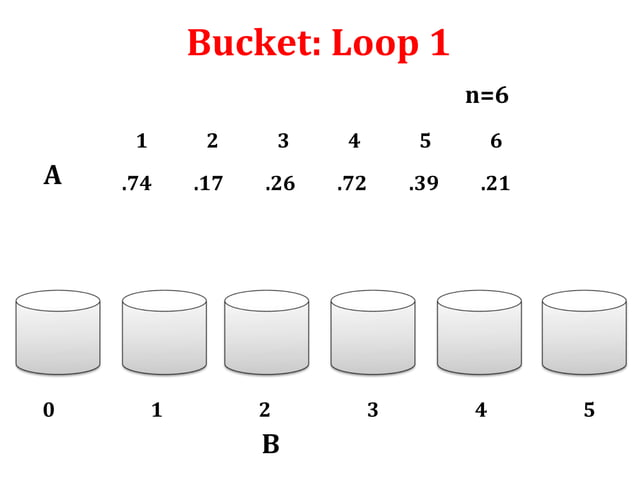 Bucket: Loop 1
n=6
1 2 3 4 5 6
A .74 .17 .26 .72 .39 .21
0 1 2 3 4 5
B